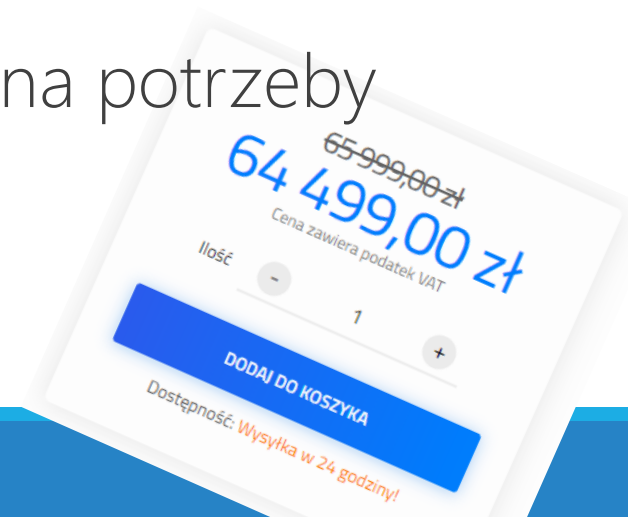 na potrzeby
65 999,00 zł
64 499,00 zł
Cena zawiera podatek VAT
Ilość
- 1 +
DODAJ DO KOSZYKA
Dostępność: Wysyłka w 24 godziny!